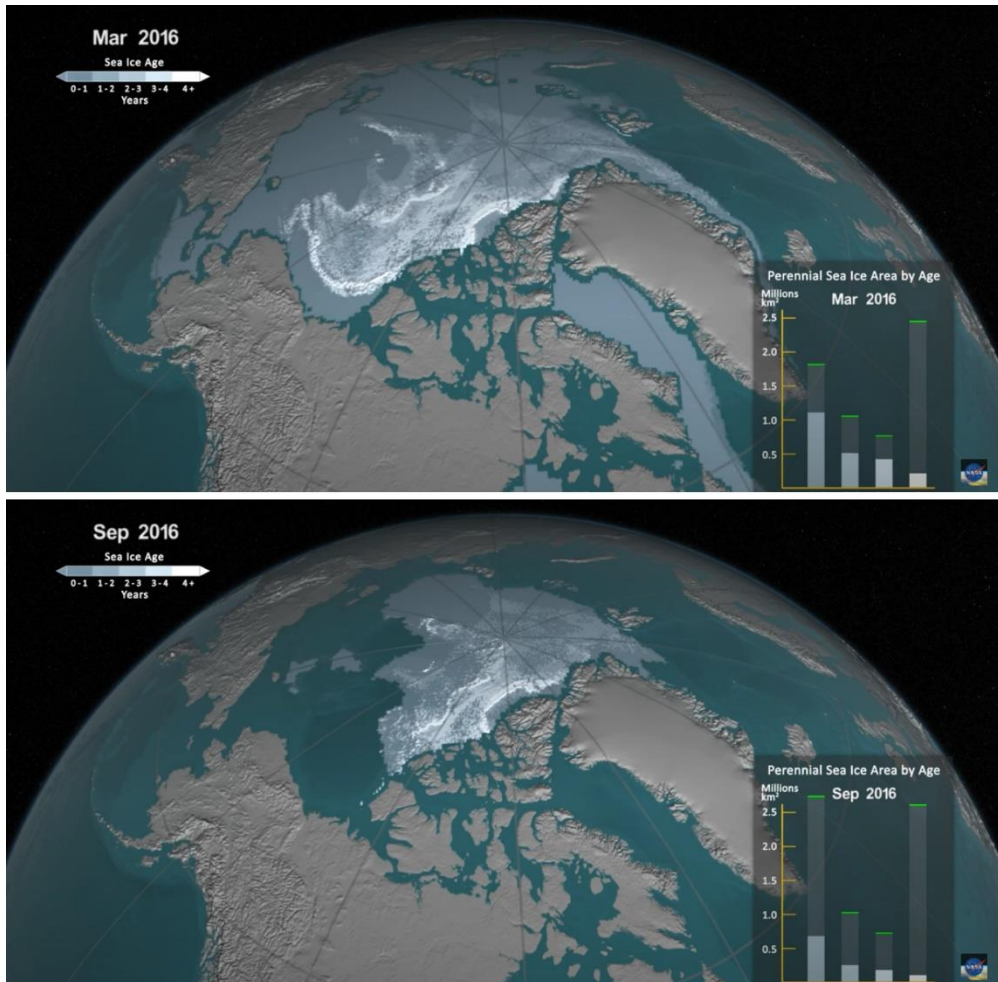 Mar 2016
Sea Ice Age
0-1 1-2 2-3 3-4 4+
Years
Perennial Sea Ice Area by Age
Millions
km²
Mar 2016
2.5
2.0
1.5
1.0
0.5
NASA
Sep 2016
Sea Ice Age
0-1 1-2 2-3 3-4 4+
Years
Perennial Sea Ice Area by Age
Millions
km²
Sep 2016
2.5
2.0
1.5
1.0
0.5
NASA